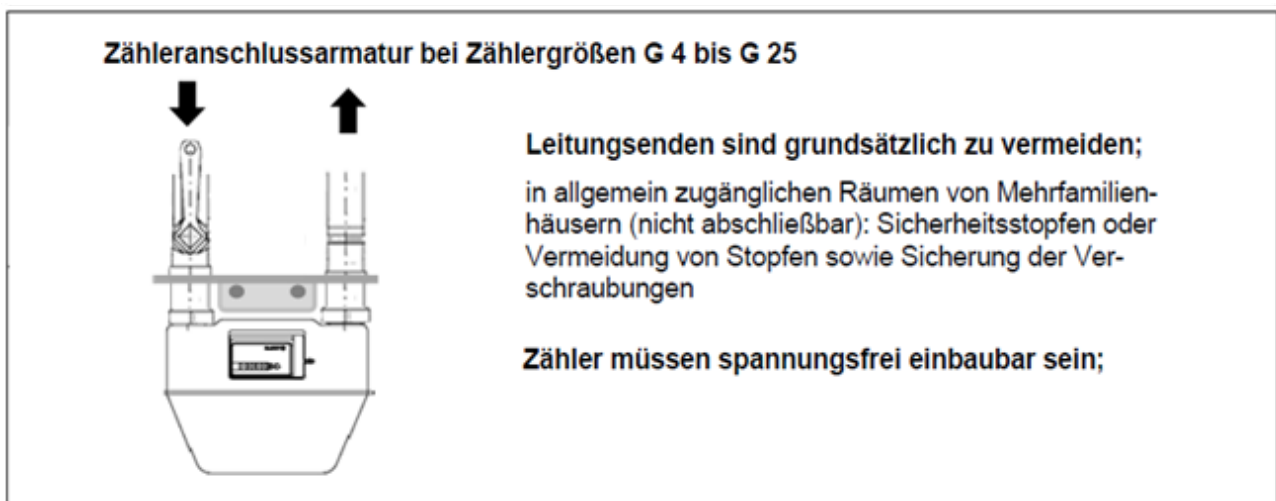 Zähleranschlussarmatur bei Zählergrößen G 4 bis G 25
Leitungsenden sind grundsätzlich zu vermeiden;
in allgemein zugänglichen Räumen von Mehrfamilien-
häusern (nicht abschließbar): Sicherheitsstopfen oder
Vermeidung von Stopfen sowie Sicherung der Ver-
schraubungen
Zähler müssen spannungsfrei einbaubar sein;